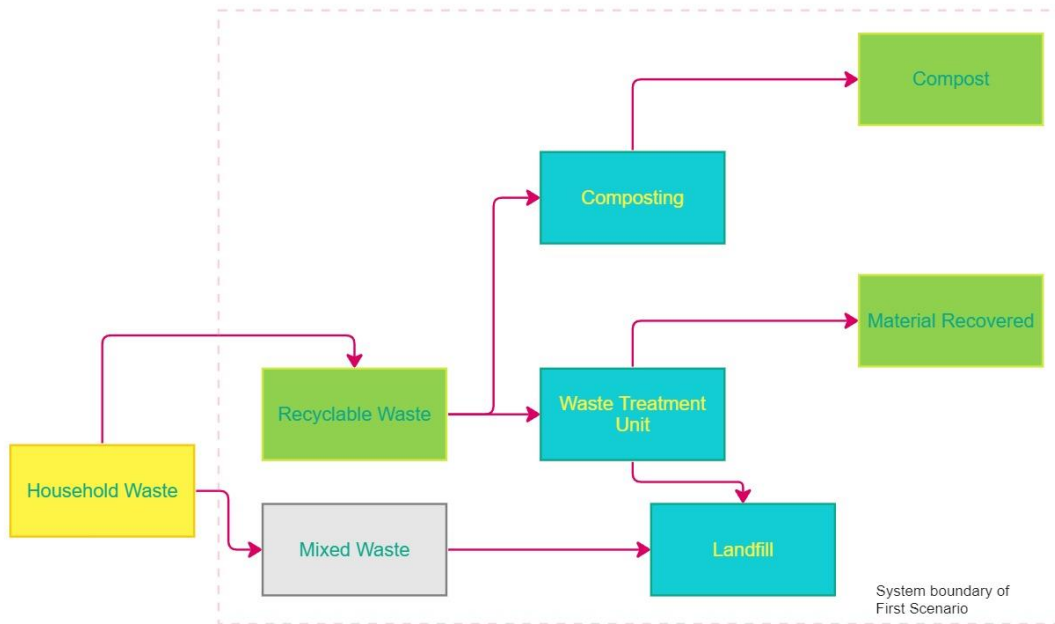 Compost
Composting
Material Recovered
Recyclable Waste
Waste Treatment
Unit
Household Waste
Mixed Waste
Landfill
System boundary of
First Scenario